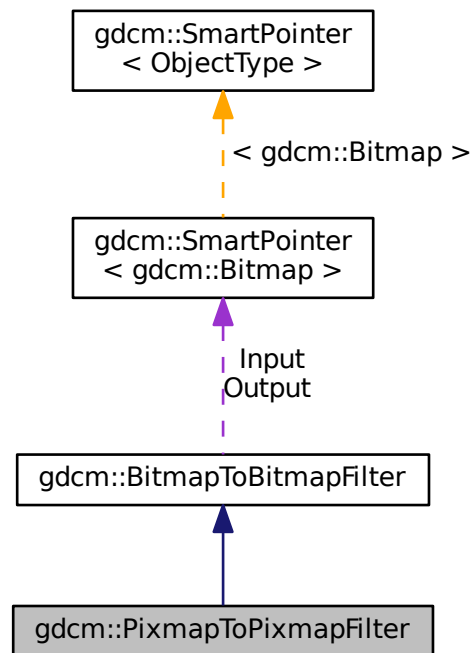 gdcm::SmartPointer
< ObjectType >
< gdcm::Bitmap >
gdcm::SmartPointer
< gdcm::Bitmap >
Input
Output
gdcm::BitmapToBitmapFilter
gdcm::PixmapToPixmapFilter